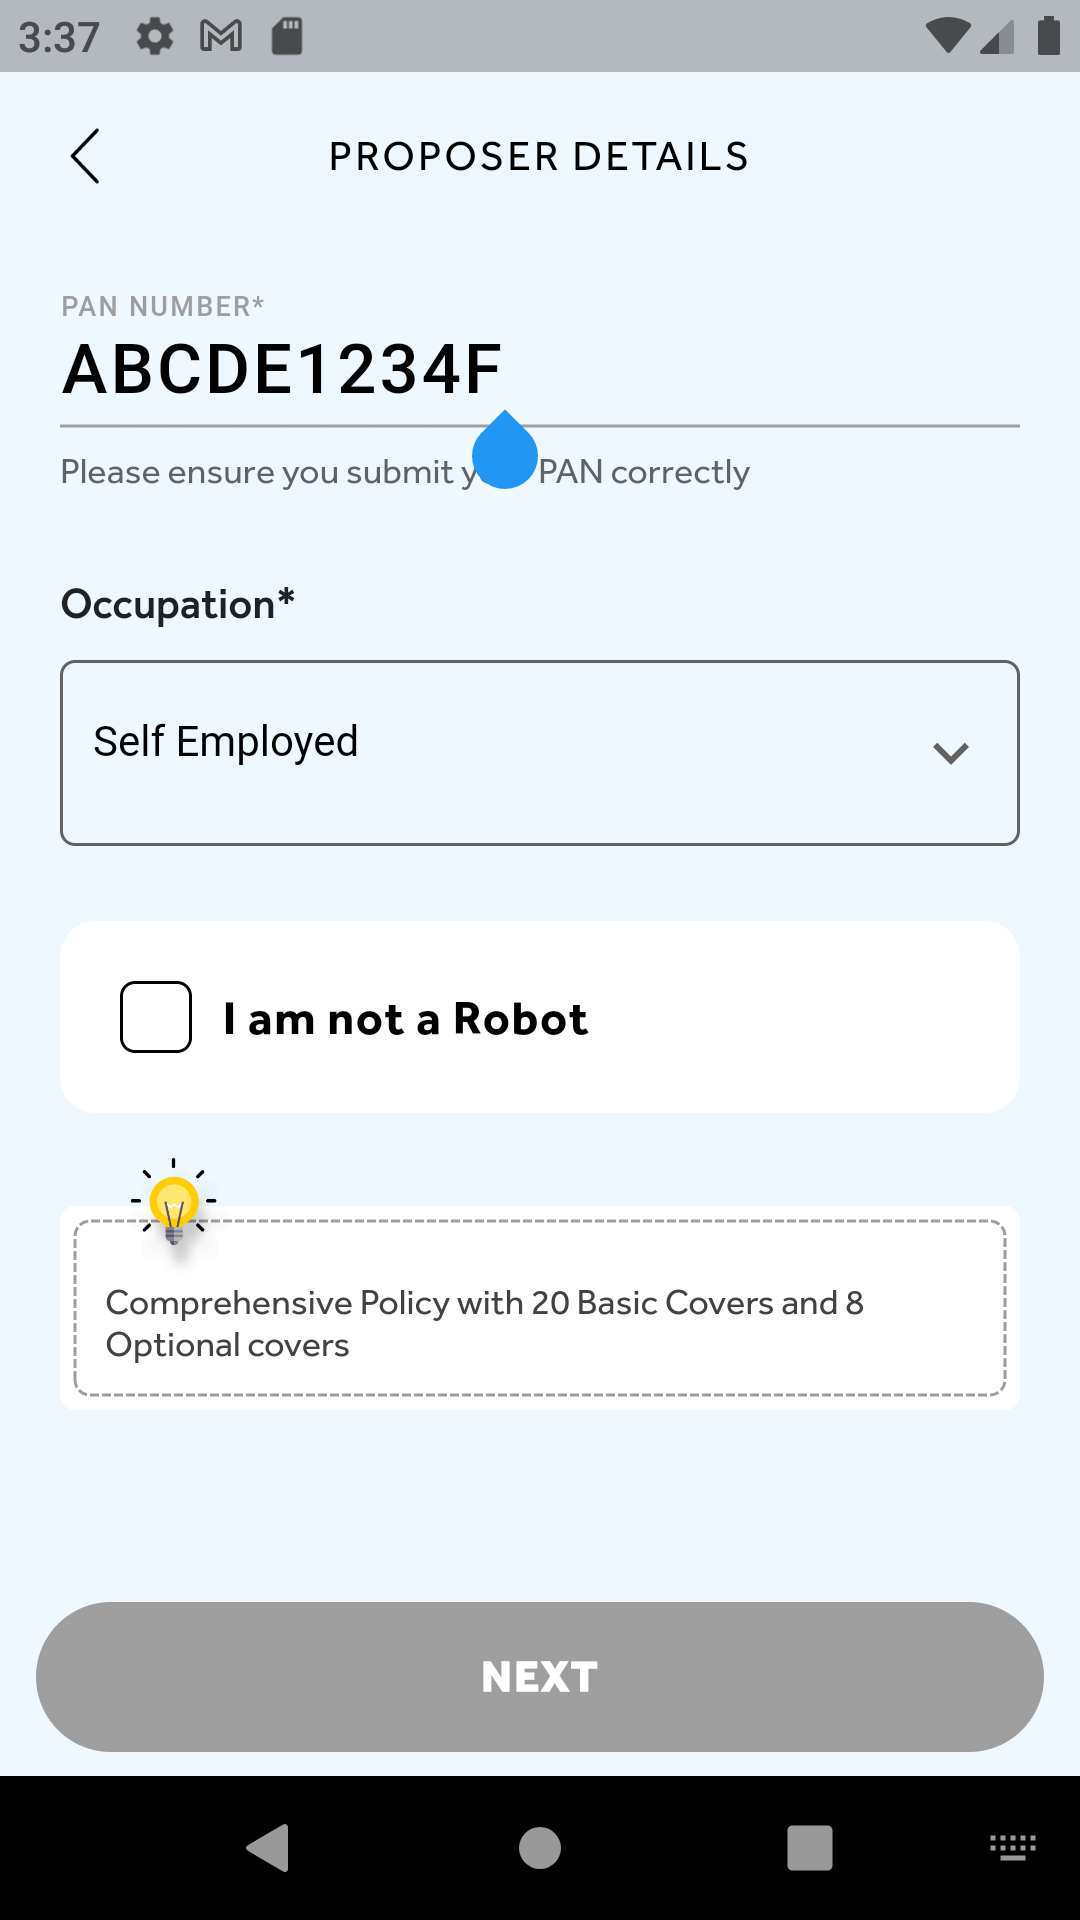 3:37
PROPOSER DETAILS
PAN NUMBER*
ABCDE1234F
Please ensure you submit PAN correctly
Occupation*
Self Employed
I am not a Robot
Comprehensive Policy with 20 Basic Covers and 8
Optional covers
NEXT